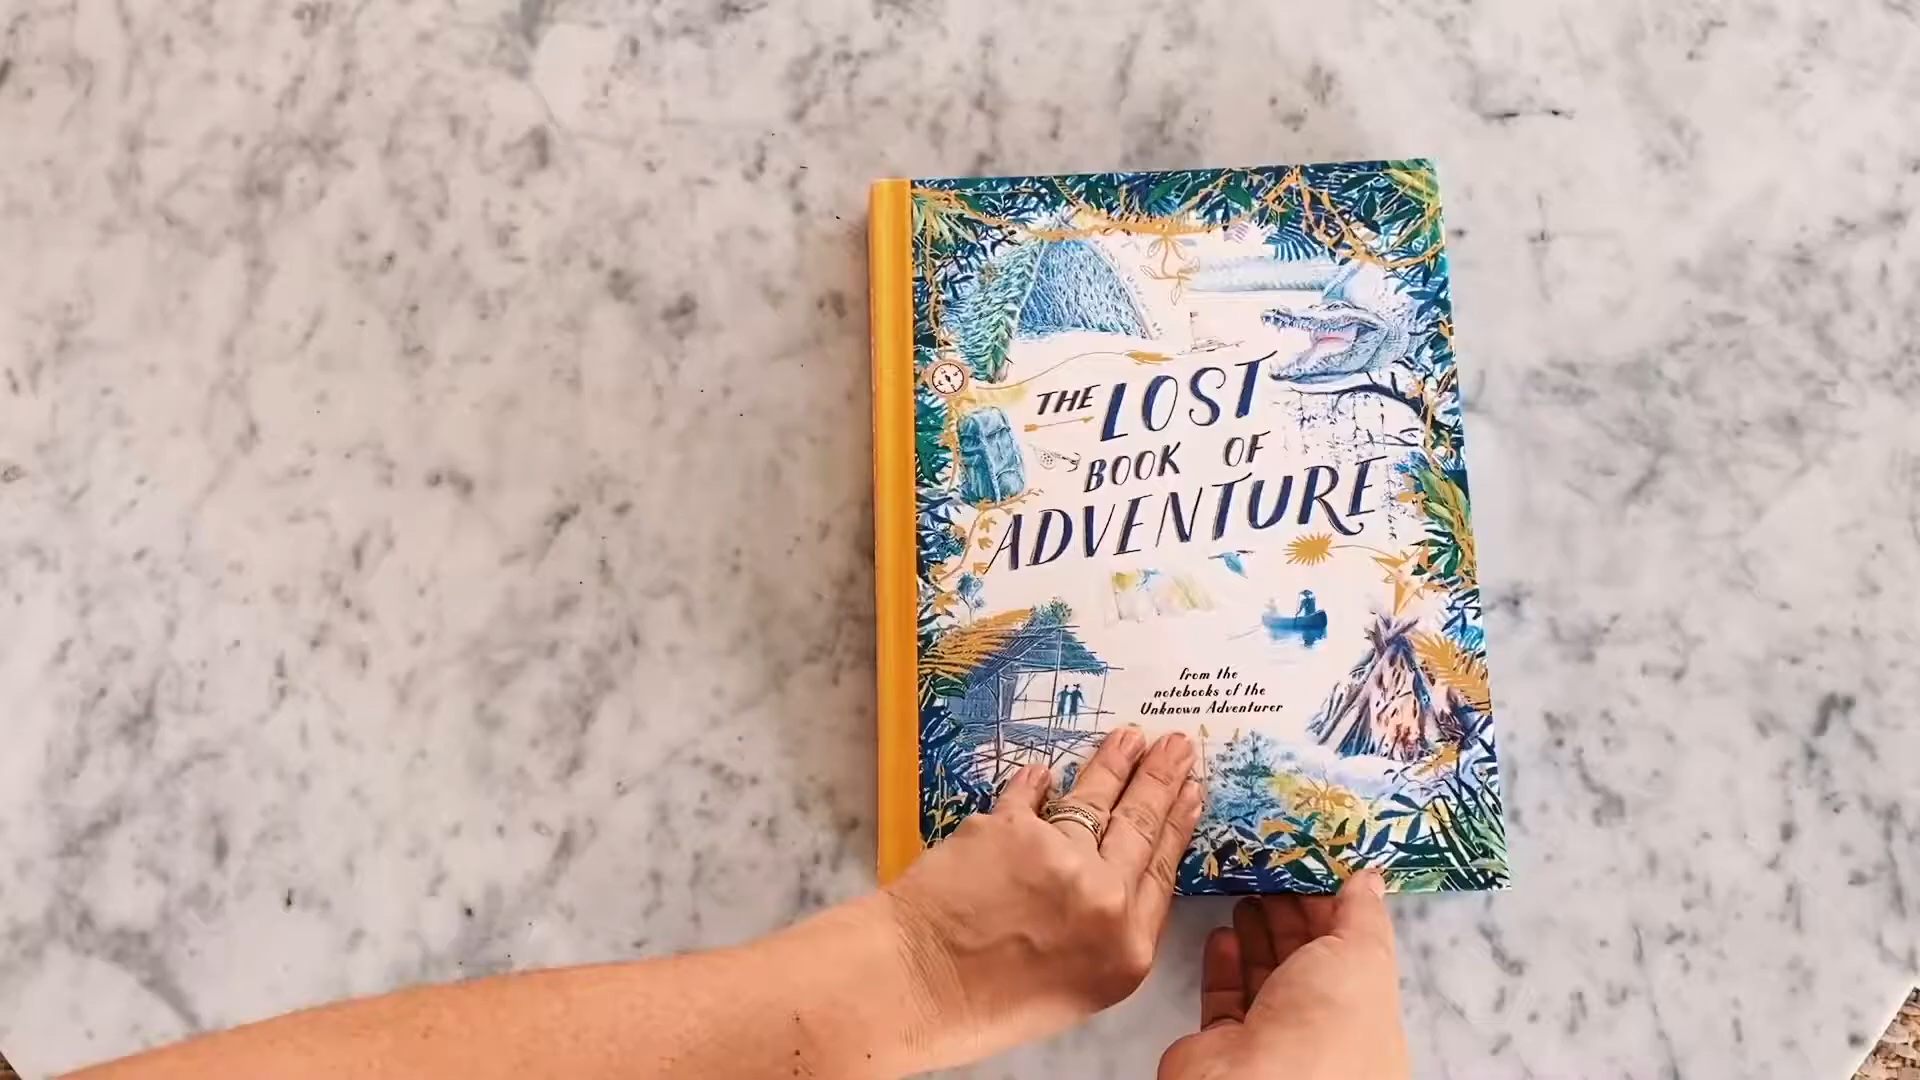 THE LOST
BOOK OF
ADVENTURE
from the
notebooks of the
Unknown Adventurer